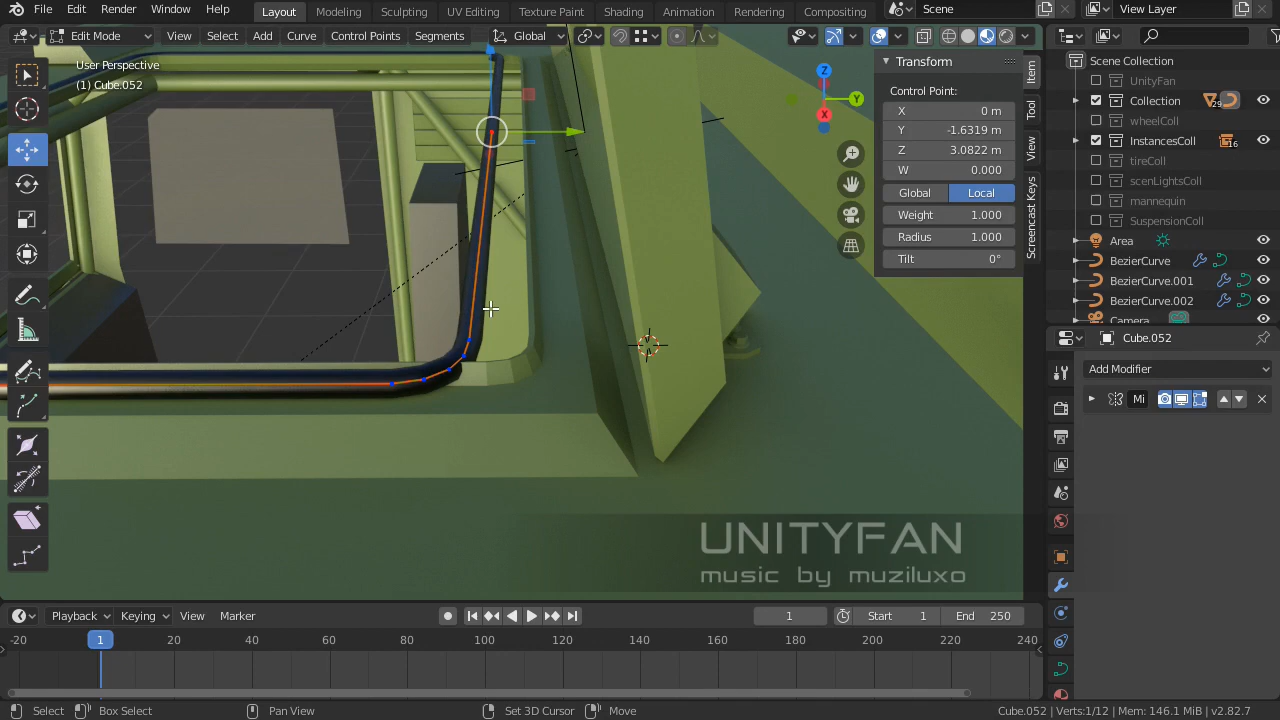 File Edit Render Window Help Layout Modeling Sculpting UV Editing Texture Paint Shading Animation Rendering Compositing Scene View Layer
Edit Mode View Select Add Curve Control Points Segments Global
User Perspective
(1) Cube.052
Transform
Control Point:
X 0 m
Y -1.6319 m
Z 3.0822 m
W 0.000
Global Local
Weight 1.000
Radius 1.000
Tilt 0°
Item
Tool
View
Screencast Keys
Z
Y
X
Scene Collection
UnityFan
Collection 29
wheelColl
InstancesColl 16
tireColl
scenLightsColl
mannequin
SuspensionColl
Area
BezierCurve
BezierCurve.001
BezierCurve.002
Camera
Cube.052
Add Modifier
Mi
UNITYFAN
music by muziluxo
Playback Keying View Marker 1 Start 1 End 250
-20 1 20 40 60 80 100 120 140 160 180 200 220 240
Select Box Select Pan View Set 3D Cursor Move Cube.052 | Verts:1/12 | Mem: 146.1 MiB | v2.82.7